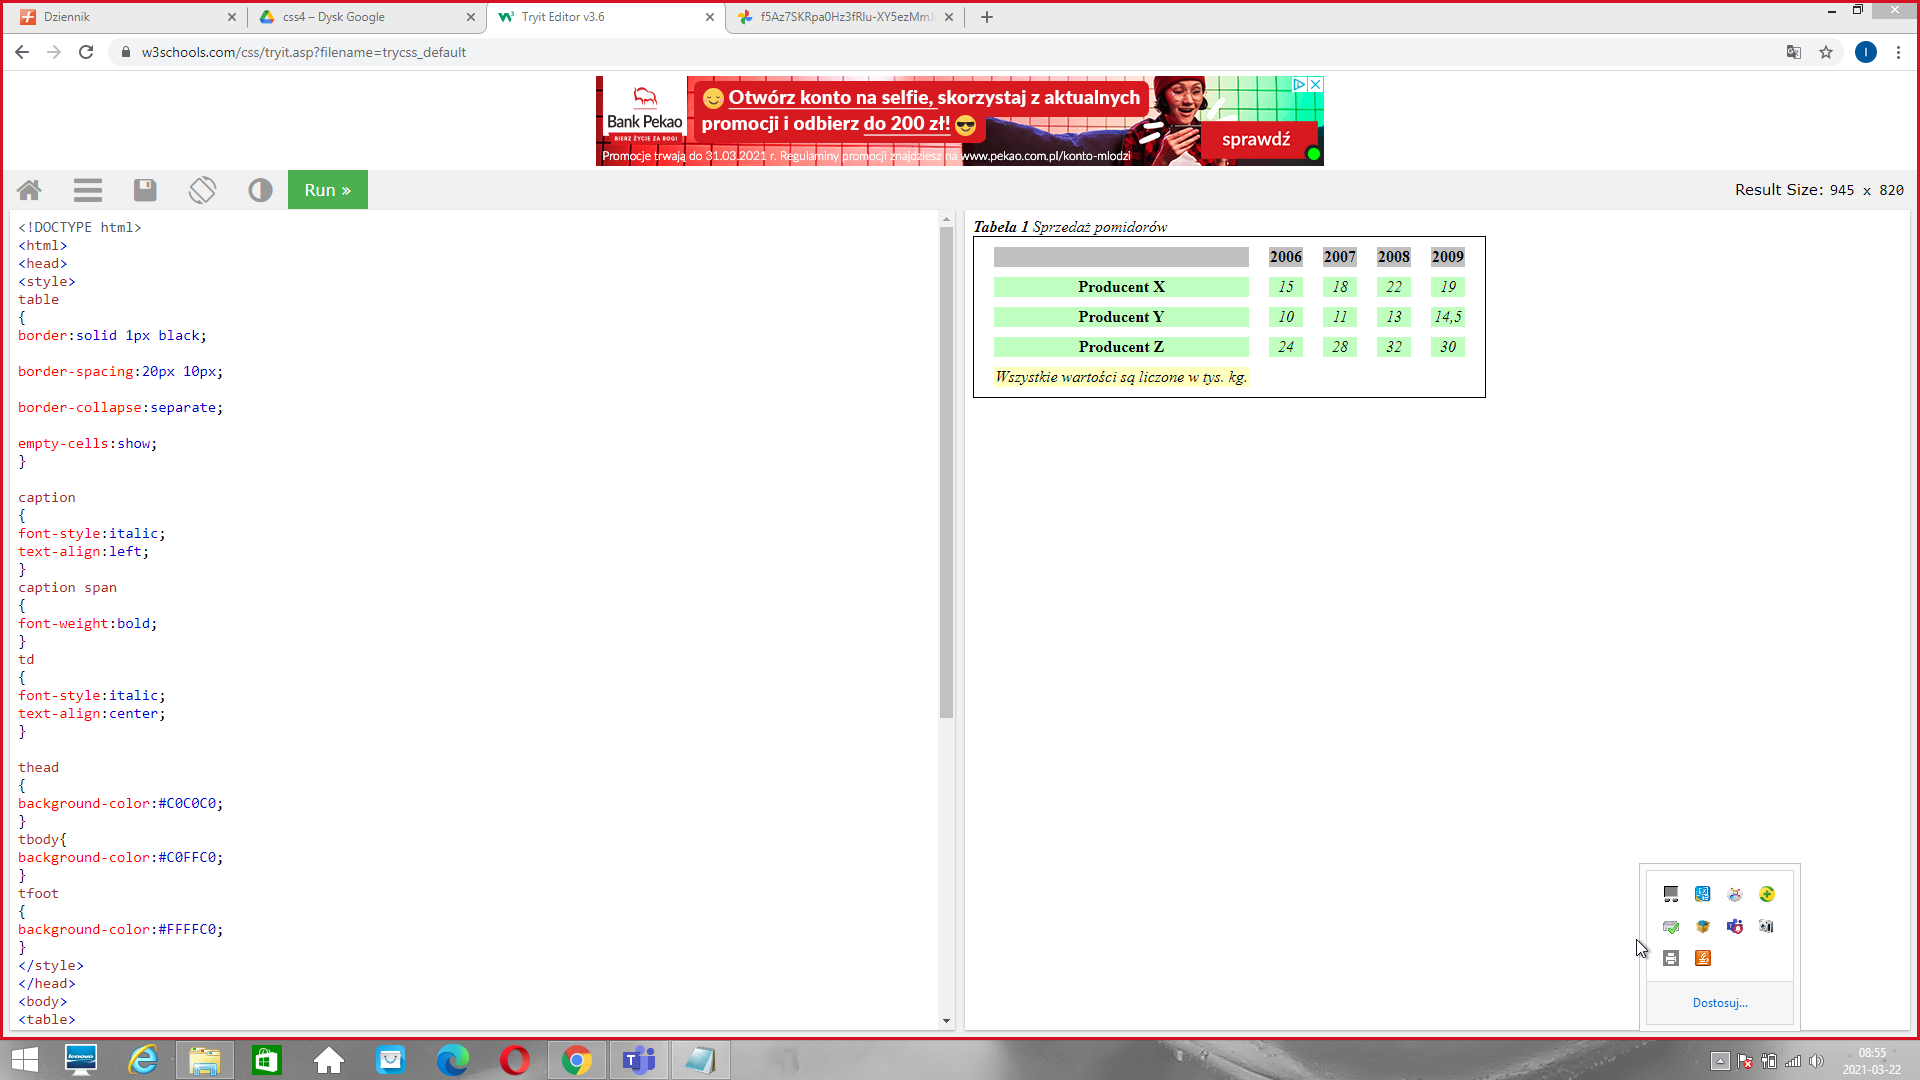 Dziennik
css4 – Dysk Google
Tryit Editor v3.6
w3schools.com/css/tryit.asp?filename=trycss_default
I
Bank Pekao
BIERZ ŻYCIE ZA ROGI
Otwórz konto na selfie, skorzystaj z aktualnych
promocji i odbierz do 200 zł!
sprawdź
Promocje trwają do 31.03.2021 r. Regulaminy promocji znajdziesz na www.pekao.com.pl/konto-mlodzi
Run »
Result Size: 945 x 820
<!DOCTYPE html>
<html>
<head>
<style>
table
{
border:solid 1px black;
border-spacing:20px 10px;
border-collapse:separate;
empty-cells:show;
}
caption
{
font-style:italic;
text-align:left;
}
caption span
{
font-weight:bold;
}
td
{
font-style:italic;
text-align:center;
}
thead
{
background-color:#C0C0C0;
}
tbody{
background-color:#C0FFC0;
}
tfoot
{
background-color:#FFFFC0;
}
</style>
</head>
<body>
<table>
Tabela 1 Sprzedaż pomidorów
2006 2007 2008 2009
Producent X 15 18 22 19
Producent Y 10 11 13 14,5
Producent Z 24 28 32 30
Wszystkie wartości są liczone w tys. kg.
Dostosuj...
lenovo
08:55
2021-03-22